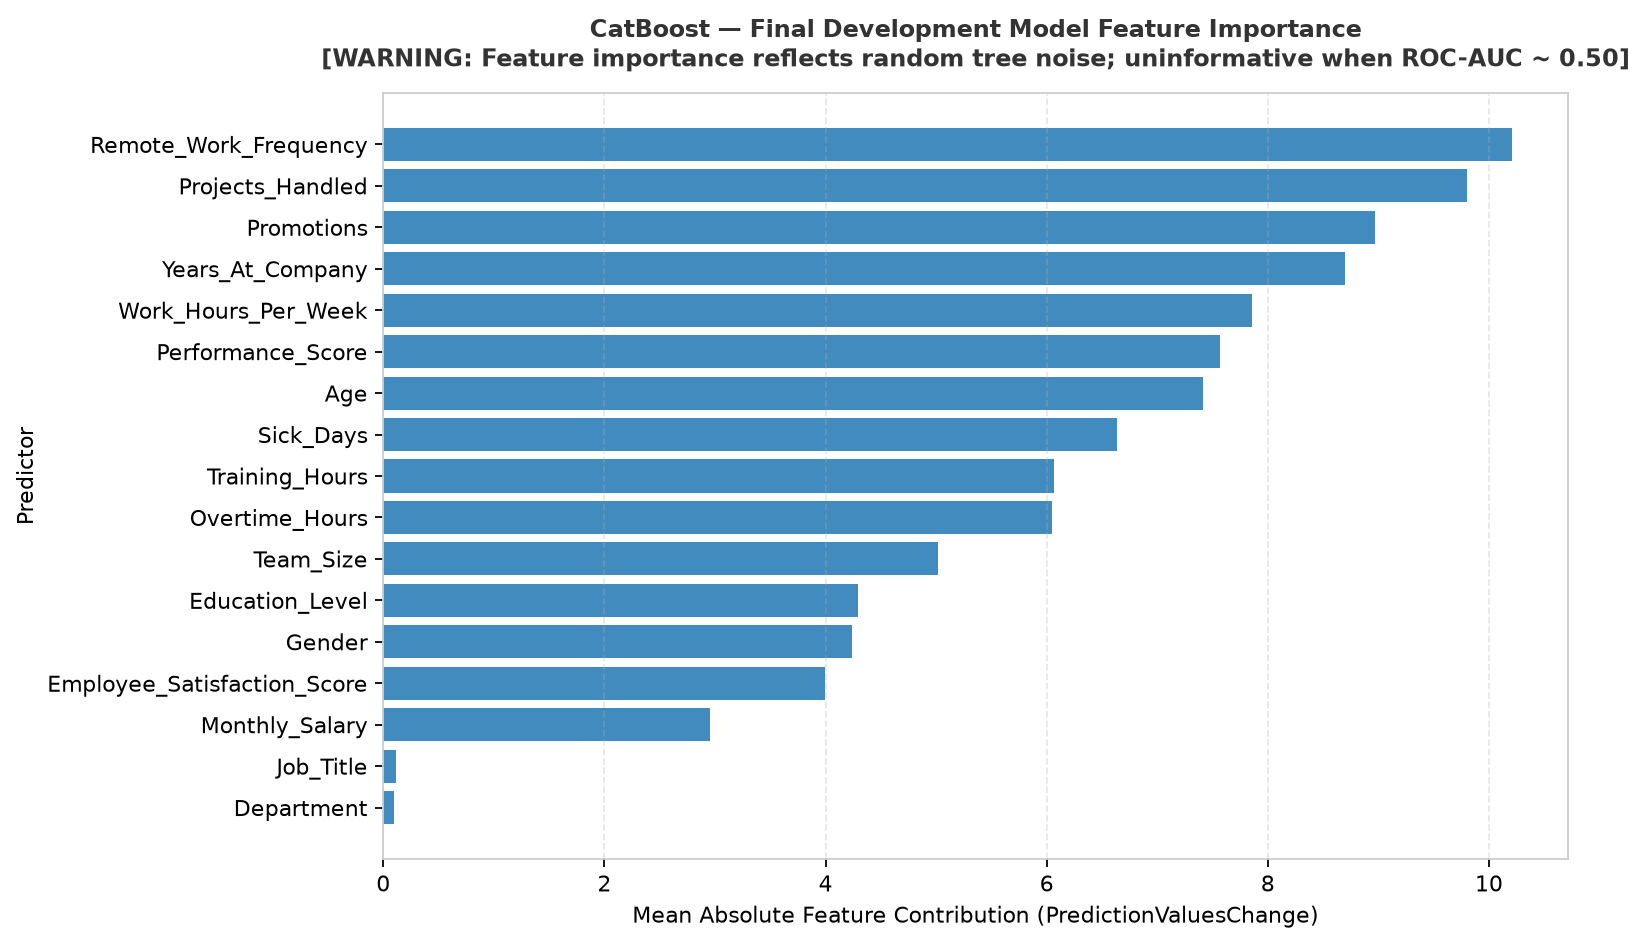 CatBoost — Final Development Model Feature Importance
[WARNING: Feature importance reflects random tree noise; uninformative when ROC-AUC ~ 0.50]
Predictor
Remote_Work_Frequency
Projects_Handled
Promotions
Years_At_Company
Work_Hours_Per_Week
Performance_Score
Age
Sick_Days
Training_Hours
Overtime_Hours
Team_Size
Education_Level
Gender
Employee_Satisfaction_Score
Monthly_Salary
Job_Title
Department
0 2 4 6 8 10
Mean Absolute Feature Contribution (PredictionValuesChange)